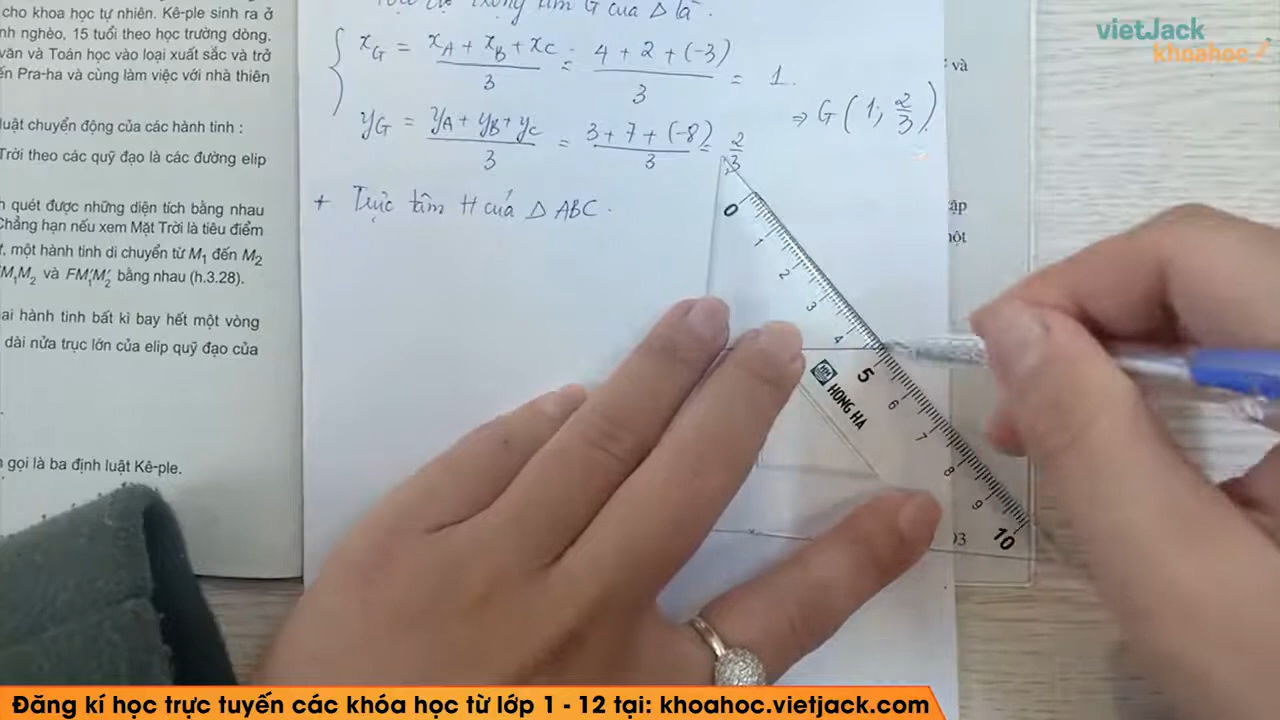 cho khoa học tự nhiên. Kê-ple sinh ra ở
nh nghèo, 15 tuổi theo học trường dòng.
văn và Toán học vào loại xuất sắc và trở
ến Pra-ha và cùng làm việc với nhà thiên
luật chuyển động của các hành tinh :
Trời theo các quỹ đạo là các đường elip
h quét được những diện tích bằng nhau
Chẳng hạn nếu xem Mặt Trời là tiêu điểm
, một hành tinh di chuyển từ M₁ đến M₂
M₁M₂ và FM₁'M₂' bằng nhau (h.3.28).
ai hành tinh bất kì bay hết một vòng
dài nửa trục lớn của elip quỹ đạo của
gọi là ba định luật Kê-ple.
trọng tâm G của Δ là.
x_G = (x_A + x_B + x_C)/3 = (4 + 2 + (-3))/3 = 1.
y_G = (y_A + y_B + y_C)/3 = (3 + 7 + (-8))/3 = 2/3
⇒ G(1; 2/3).
+ Trực tâm H của Δ ABC.
0 1 2 3 4 5 6 7 8 9 10
HH HONG HA
và
ập
một
93
vietJack
khoahoc
Đăng kí học trực tuyến các khóa học từ lớp 1 - 12 tại: khoahoc.vietjack.com